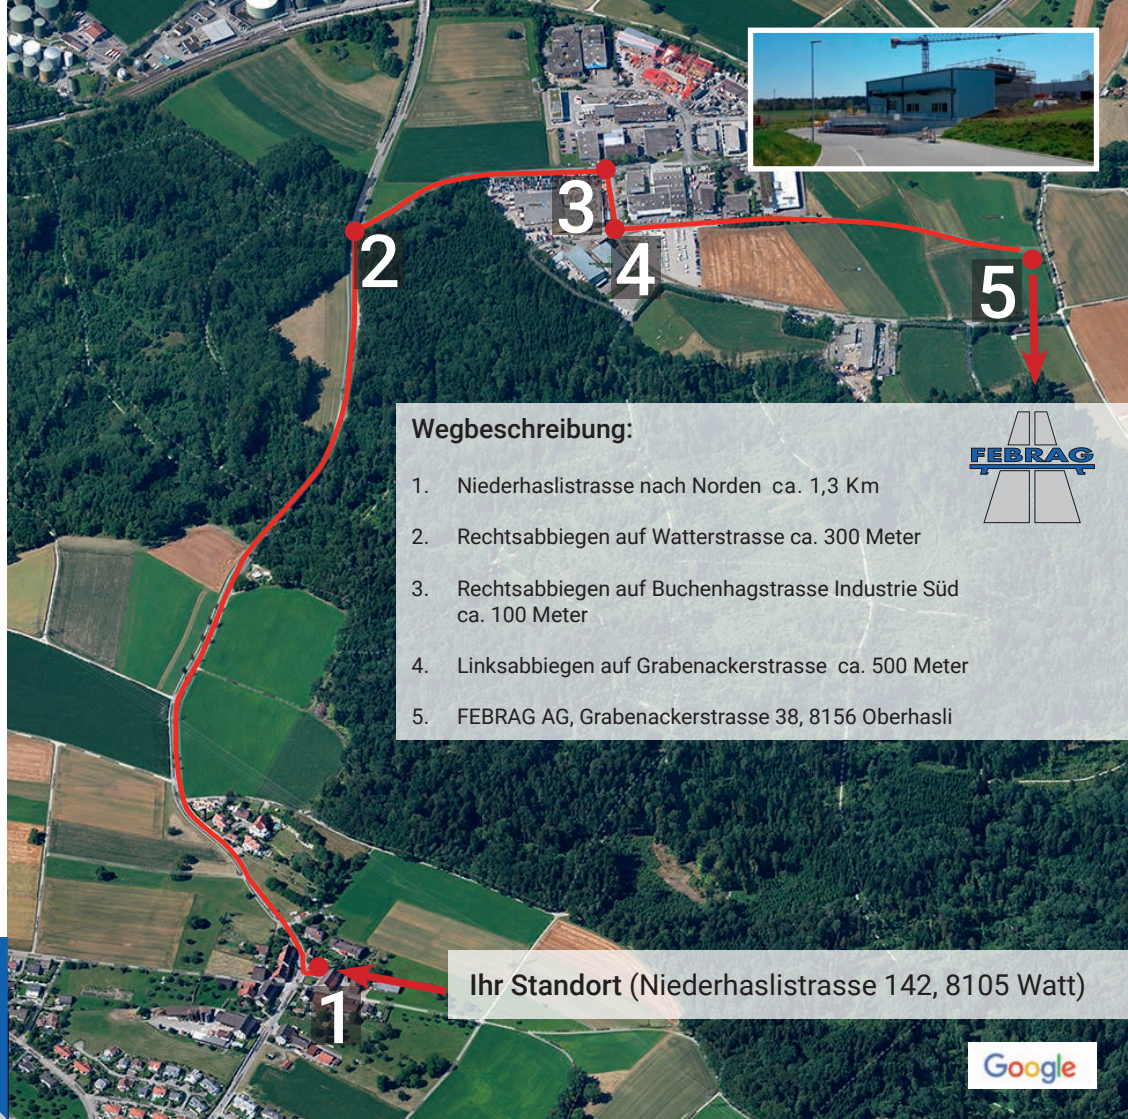 3
2
4
5
Wegbeschreibung:
FEBRAG
1. Niederhaslistrasse nach Norden ca. 1,3 Km
2. Rechtsabbiegen auf Watterstrasse ca. 300 Meter
3. Rechtsabbiegen auf Buchenhagstrasse Industrie Süd
ca. 100 Meter
4. Linksabbiegen auf Grabenackerstrasse ca. 500 Meter
5. FEBRAG AG, Grabenackerstrasse 38, 8156 Oberhasli
Ihr Standort (Niederhaslistrasse 142, 8105 Watt)
1
Google